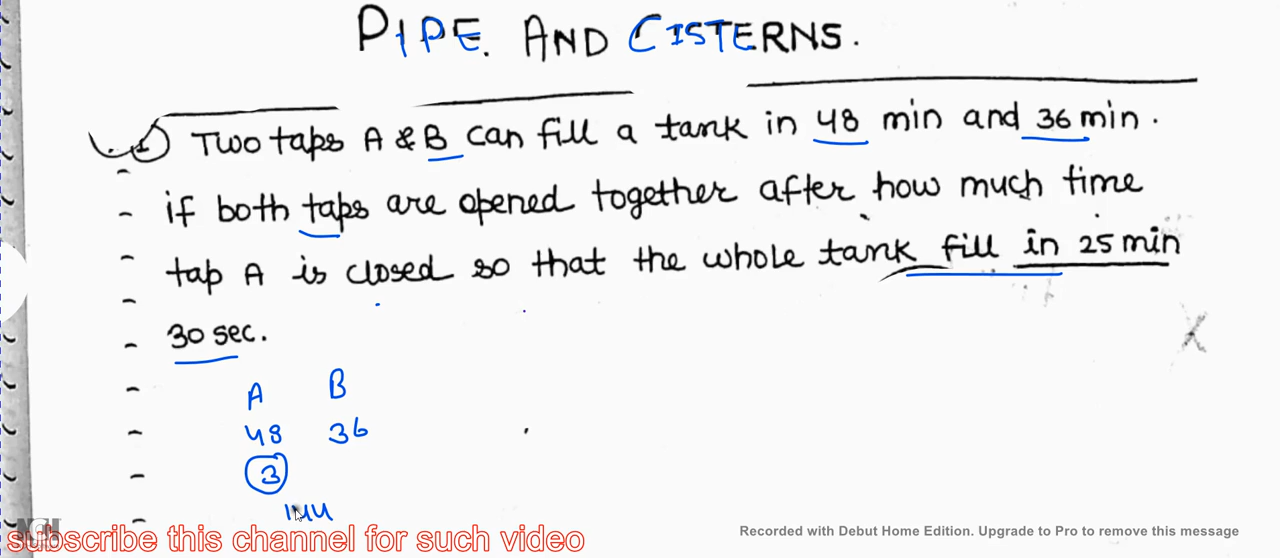 PIPE. AND CISTERNS.
1) Two taps A & B can fill a tank in 48 min and 36 min.
if both taps are opened together after how much time
tap A is closed so that the whole tank fill in 25 min
30 sec.
A B
48 36
3
144
subscribe this channel for such video
Recorded with Debut Home Edition. Upgrade to Pro to remove this message